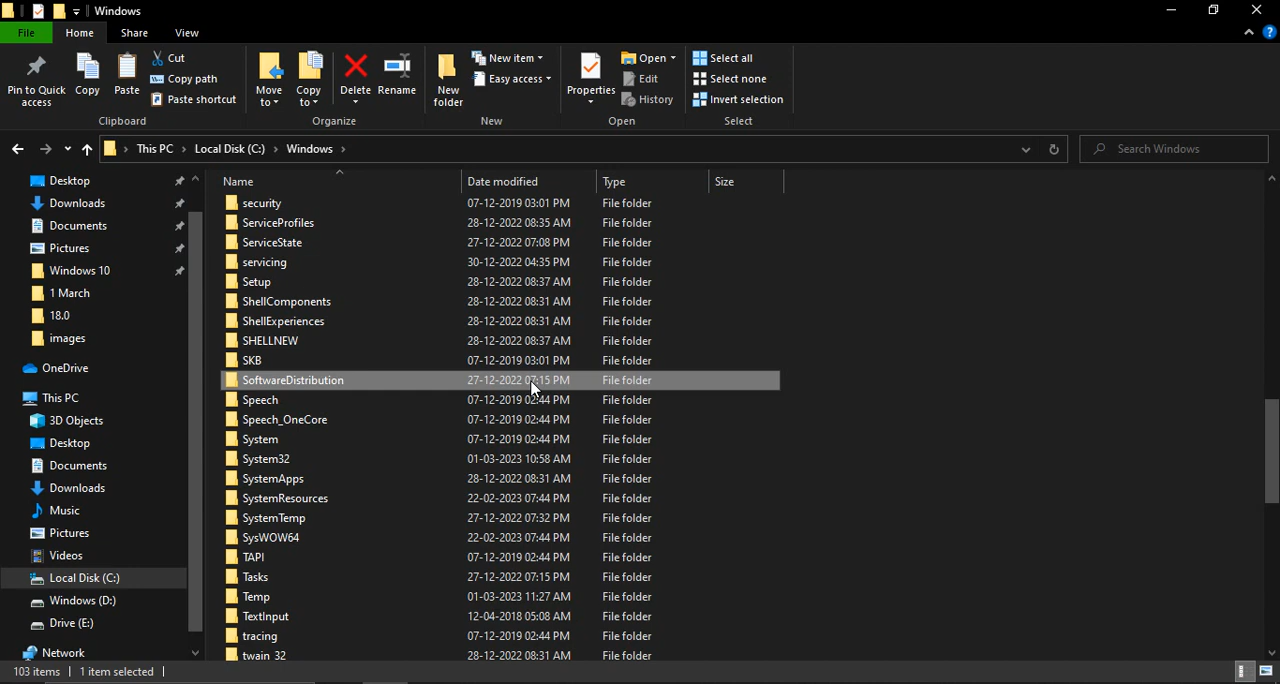 Windows
File Home Share View
Pin to Quick access
Copy
Paste
Cut
Copy path
Paste shortcut
Clipboard
Move to
Copy to
Delete
Rename
Organize
New folder
New item
Easy access
New
Properties
Open
Edit
History
Open
Select all
Select none
Invert selection
Select
This PC Local Disk (C:) Windows
Search Windows
Desktop
Downloads
Documents
Pictures
Windows 10
1 March
18.0
images
OneDrive
This PC
3D Objects
Desktop
Documents
Downloads
Music
Pictures
Videos
Local Disk (C:)
Windows (D:)
Drive (E:)
Network
Name Date modified Type Size
security 07-12-2019 03:01 PM File folder
ServiceProfiles 28-12-2022 08:35 AM File folder
ServiceState 27-12-2022 07:08 PM File folder
servicing 30-12-2022 04:35 PM File folder
Setup 28-12-2022 08:37 AM File folder
ShellComponents 28-12-2022 08:31 AM File folder
ShellExperiences 28-12-2022 08:31 AM File folder
SHELLNEW 28-12-2022 08:37 AM File folder
SKB 07-12-2019 03:01 PM File folder
SoftwareDistribution 27-12-2022 07:15 PM File folder
Speech 07-12-2019 02:44 PM File folder
Speech_OneCore 07-12-2019 02:44 PM File folder
System 07-12-2019 02:44 PM File folder
System32 01-03-2023 10:58 AM File folder
SystemApps 28-12-2022 08:31 AM File folder
SystemResources 22-02-2023 07:44 PM File folder
SystemTemp 27-12-2022 07:32 PM File folder
SysWOW64 22-02-2023 07:44 PM File folder
TAPI 07-12-2019 02:44 PM File folder
Tasks 27-12-2022 07:15 PM File folder
Temp 01-03-2023 11:27 AM File folder
TextInput 12-04-2018 05:08 AM File folder
tracing 07-12-2019 02:44 PM File folder
twain_32 28-12-2022 08:31 AM File folder
103 items 1 item selected